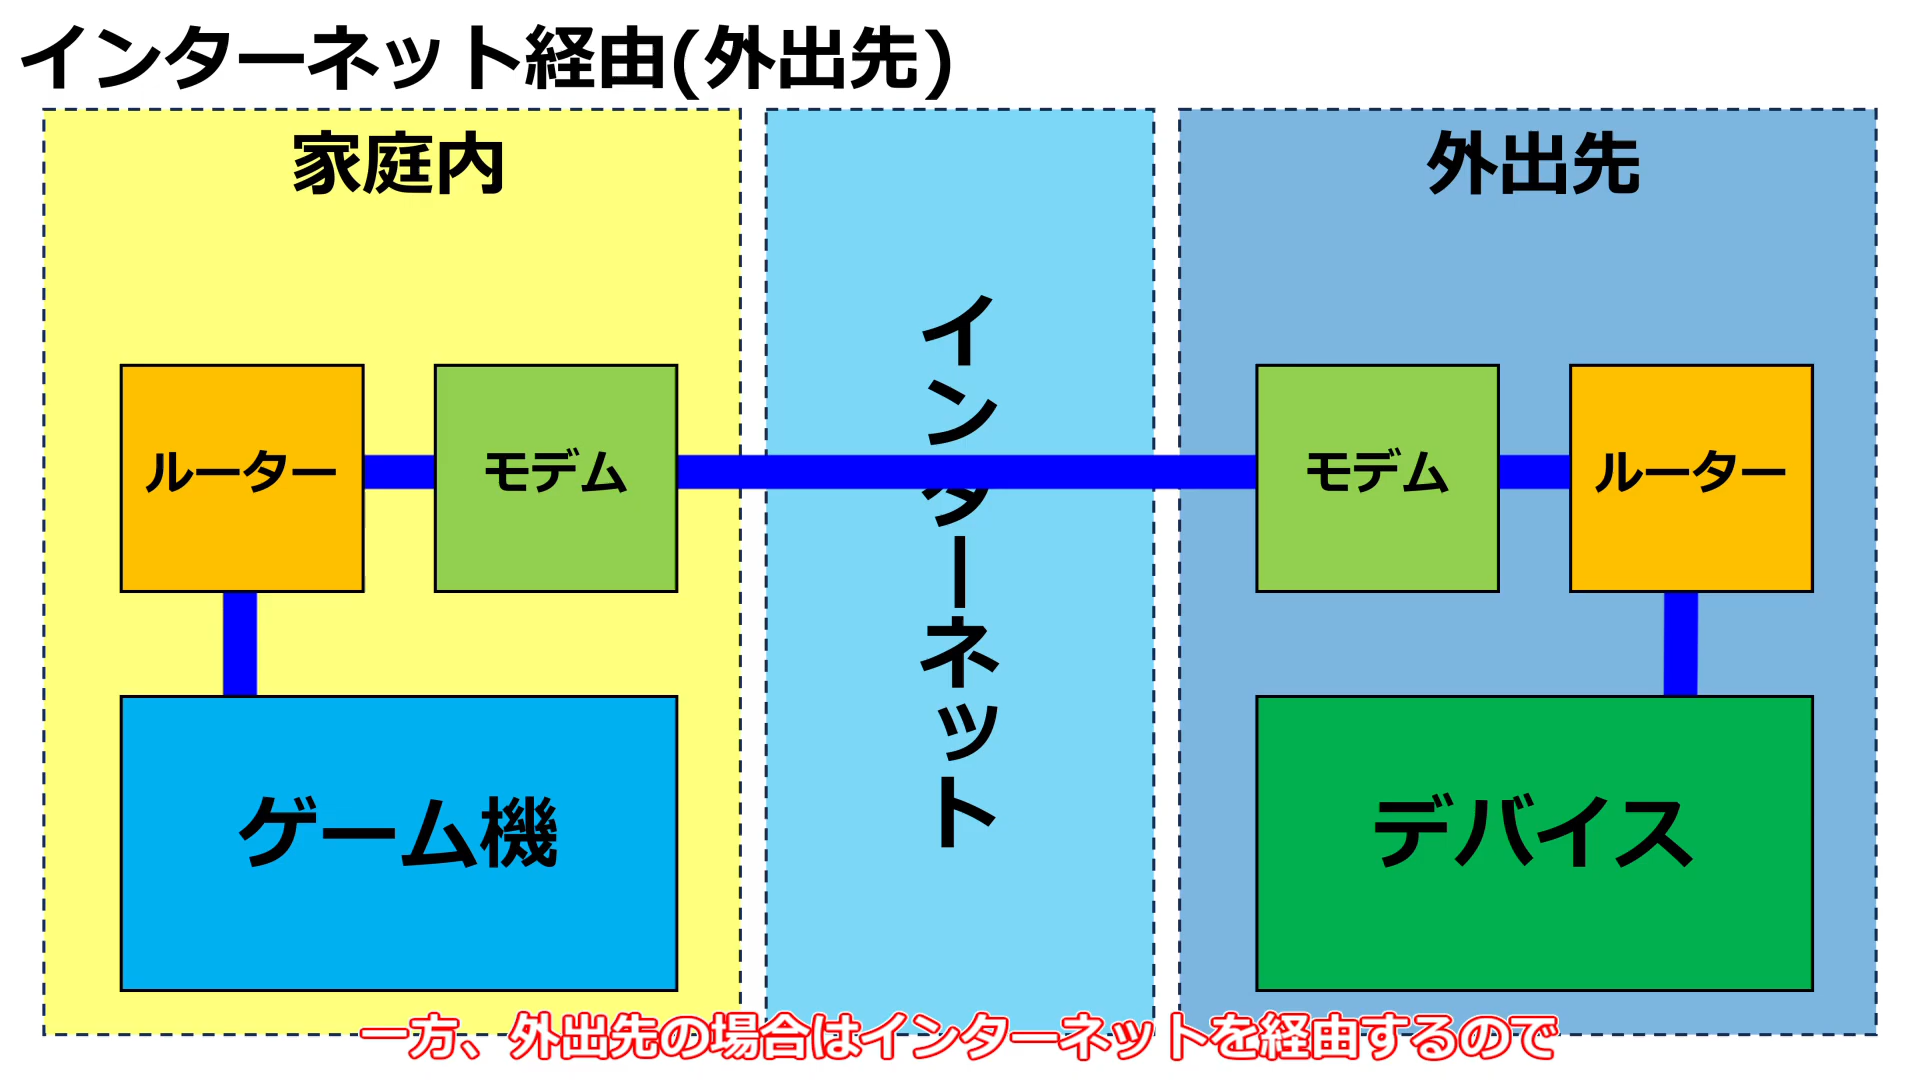 インターネット経由(外出先)
家庭内
外出先
インターネット
ルーター
モデム
モデム
ルーター
ゲーム機
デバイス
一方、外出先の場合はインターネットを経由するので